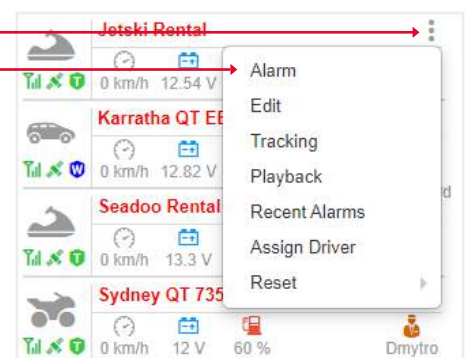 Jetski Rental
0 km/h 12.54 V
Alarm
Edit
Tracking
Playback
Recent Alarms
Assign Driver
Reset
T
Karratha QT
0 km/h 12.82 V
W
Seadoo Rental
0 km/h 13.3 V
T
Sydney QT 735
0 km/h 12 V 60 % Dmytro
T